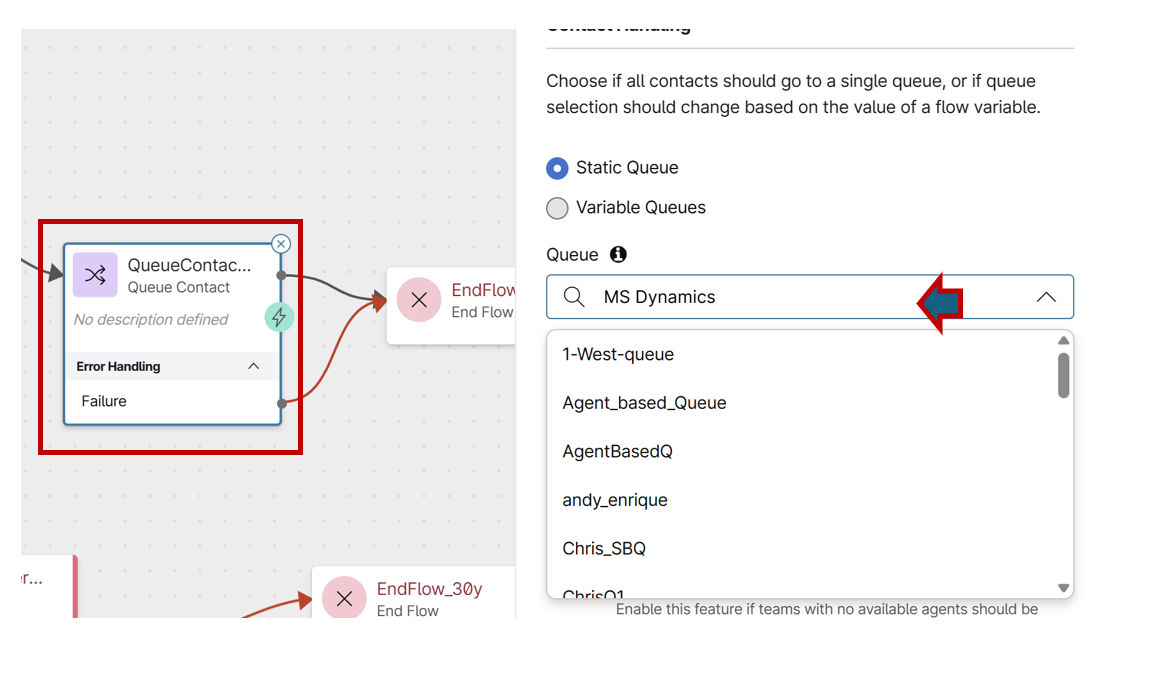 Contact Handling
Choose if all contacts should go to a single queue, or if queue
selection should change based on the value of a flow variable.
Static Queue
Variable Queues
Queue
MS Dynamics
1-West-queue
Agent_based_Queue
AgentBasedQ
andy_enrique
Chris_SBQ
ChrisQ1
Enable this feature if teams with no available agents should be
QueueContac...
Queue Contact
No description defined
Error Handling
Failure
EndFlow
End Flow
er...
EndFlow_30y
End Flow